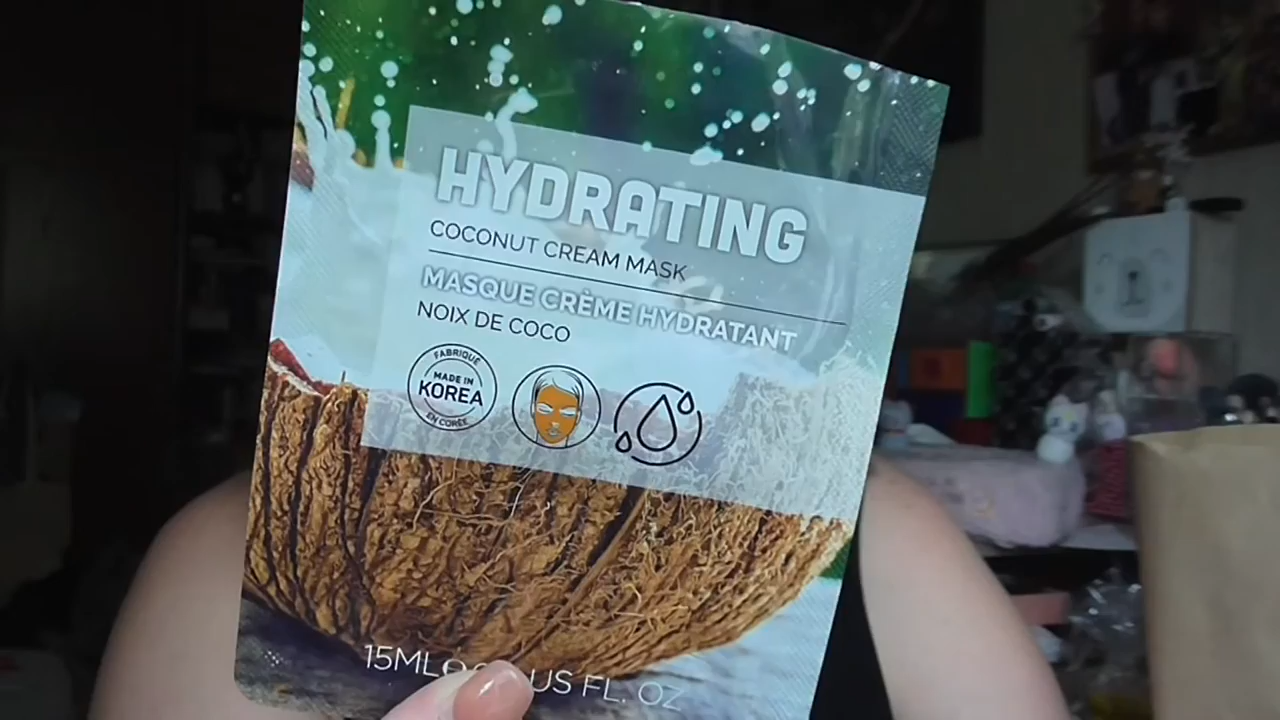 HYDRATING
COCONUT CREAM MASK
MASQUE CRÈME HYDRATANT
NOIX DE COCO
FABRIQUÉ
MADE IN
KOREA
EN CORÉE
15ML US FL. OZ